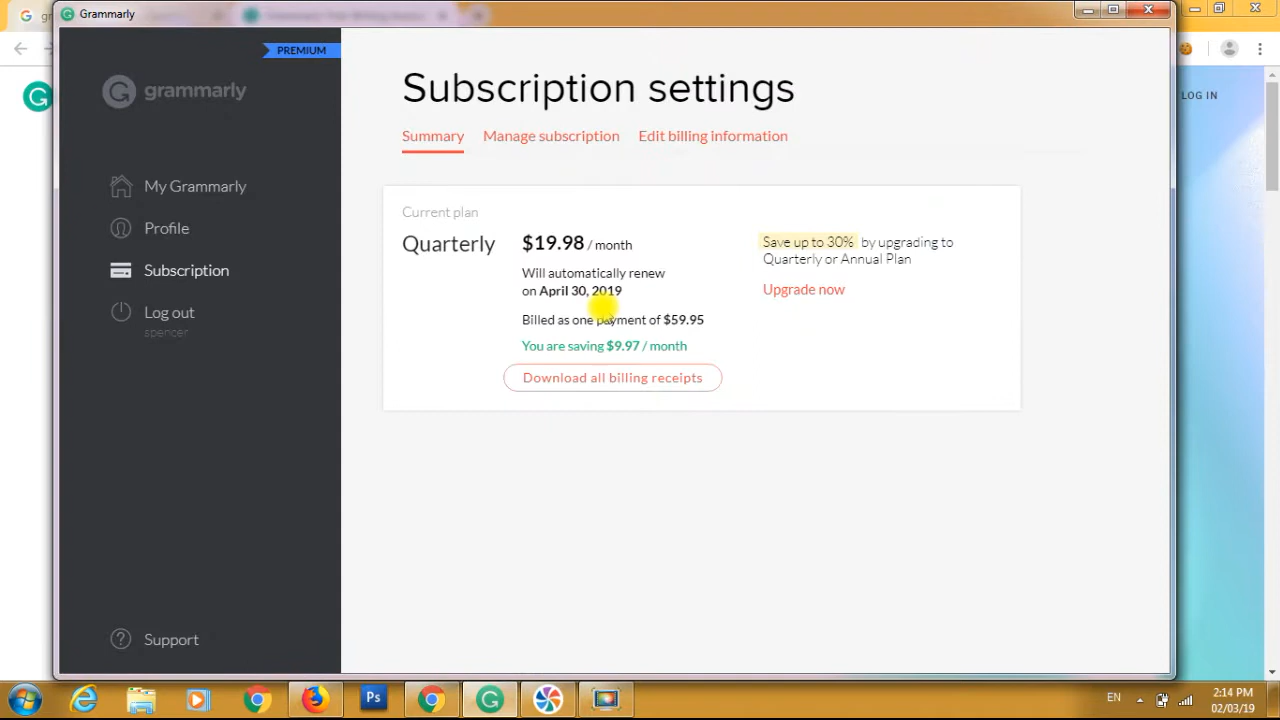 Grammarly
PREMIUM
grammarly
My Grammarly
Profile
Subscription
Log out
spencer
Support
Subscription settings
Summary Manage subscription Edit billing information
Current plan
Quarterly
$19.98 / month
Will automatically renew
on April 30, 2019
Billed as one payment of $59.95
You are saving $9.97 / month
Download all billing receipts
Save up to 30% by upgrading to
Quarterly or Annual Plan
Upgrade now
LOG IN
Ps
EN
2:14 PM
02/03/19